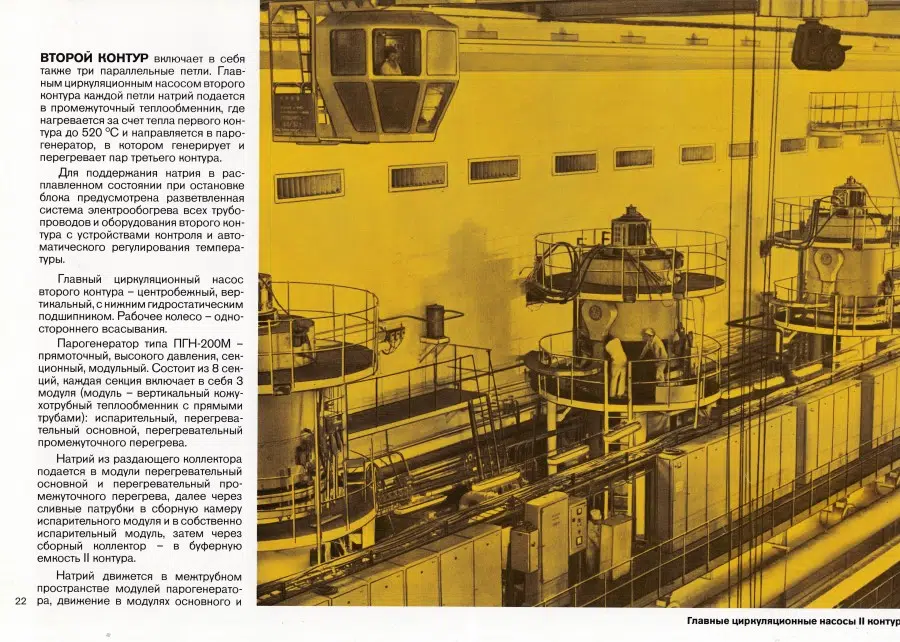 ВТОРОЙ КОНТУР включает в себя
также три параллельные петли. Глав-
ным циркуляционным насосом второго
контура каждой петли натрий подается
в промежуточный теплообменник, где
нагревается за счет тепла первого кон-
тура до 520 °С и направляется в паро-
генератор, в котором генерирует и
перегревает пар третьего контура.
Для поддержания натрия в рас-
плавленном состоянии при остановке
блока предусмотрена разветвленная
система электрообогрева всех трубо-
проводов и оборудования второго кон-
тура с устройствами контроля и авто-
матического регулирования темпера-
туры.
Главный циркуляционный насос
второго контура – центробежный, вер-
тикальный, с нижним гидростатическим
подшипником. Рабочее колесо – одно-
стороннего всасывания.
Парогенератор типа ПГН-200М –
прямоточный, высокого давления, сек-
ционный, модульный. Состоит из 8 сек-
ций, каждая секция включает в себя 3
модуля (модуль – вертикальный кожу-
хотрубный теплообменник с прямыми
трубами): испарительный, перегрева-
тельный основной, перегревательный
промежуточного перегрева.
Натрий из раздающего коллектора
подается в модули перегревательный
основной и перегревательный про-
межуточного перегрева, далее через
сливные патрубки в сборную камеру
испарительного модуля и в собственно
испарительный модуль, затем через
сборный коллектор – в буферную
емкость II контура.
Натрий движется в межтрубном
пространстве модулей парогенерато-
ра, движение в модулях основного и
22
Главные циркуляционные насосы II контур